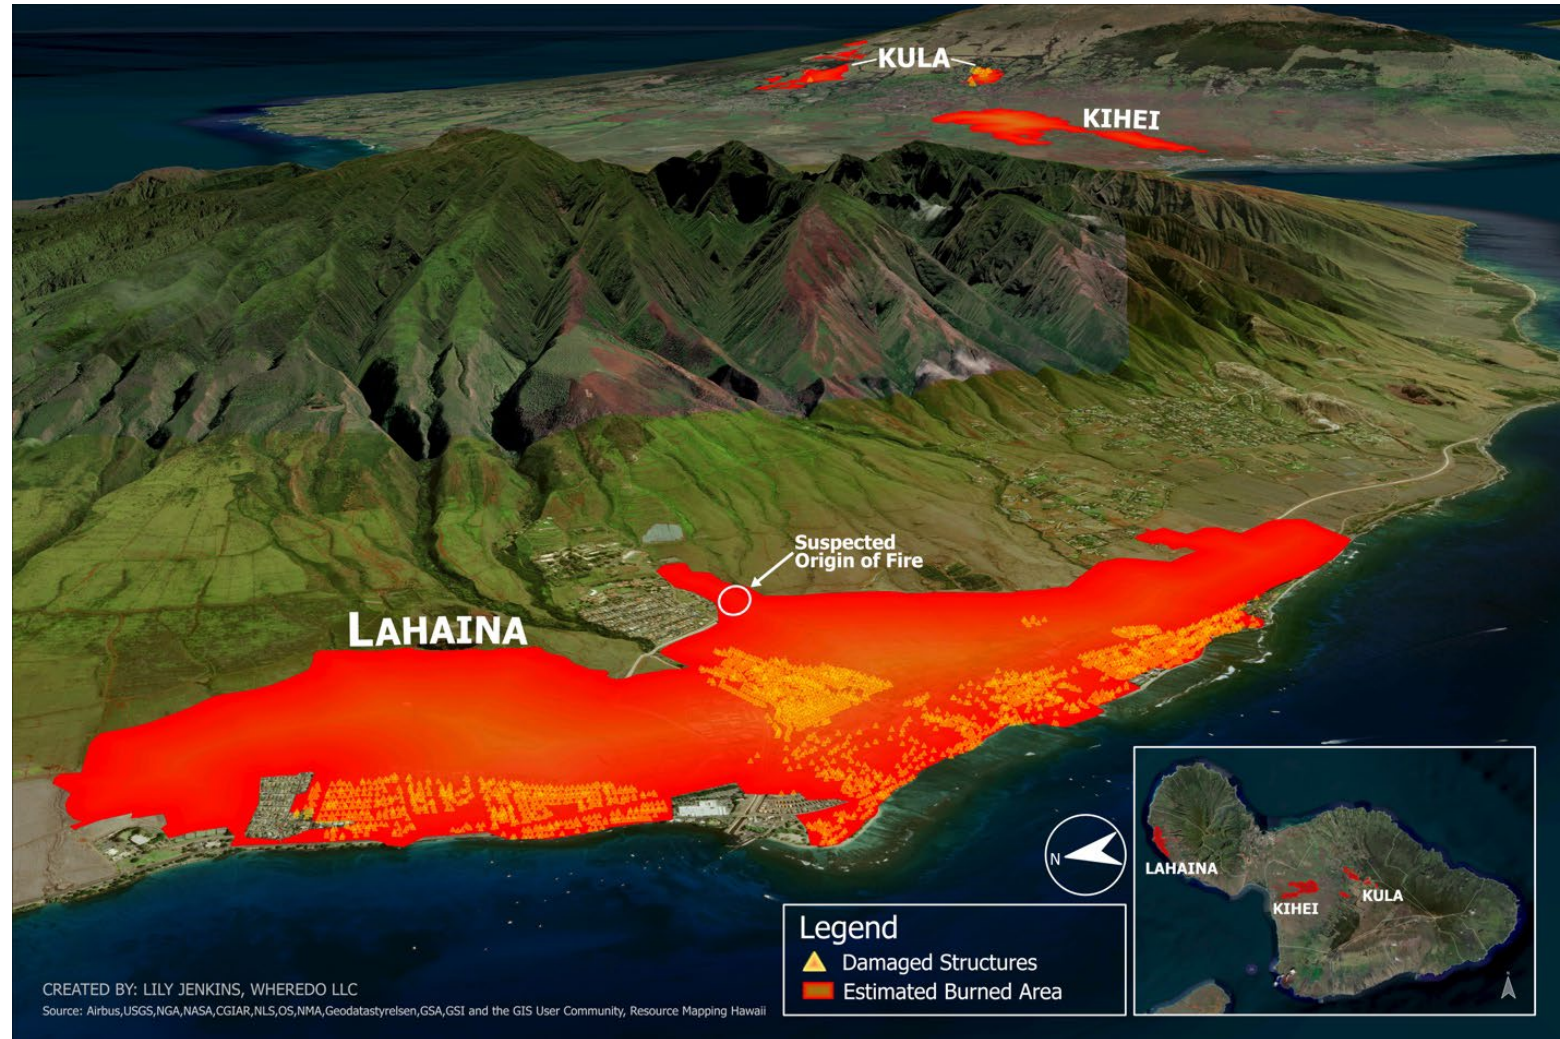 KULA
KIHEI
Suspected
Origin of Fire
LAHAINA
N
LAHAINA
KIHEI
KULA
Legend
Damaged Structures
Estimated Burned Area
CREATED BY: LILY JENKINS, WHEREDO LLC
Source: Airbus,USGS,NGA,NASA,CGIAR,NLS,OS,NMA,Geodatastyrelsen,GSA,GSI and the GIS User Community, Resource Mapping Hawaii